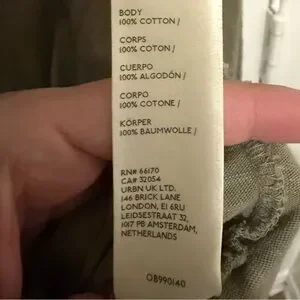 BODY
100% COTTON /
CORPS
100% COTON /
CUERPO
100% ALGODÓN /
CORPO
100% COTONE /
KÖRPER
100% BAUMWOLLE /
RN# 66170
CA# 32054
URBN UK LTD.
146 BRICK LANE
LONDON, E1 6RU
LEIDSESTRAAT 32,
1017 PB AMSTERDAM,
NETHERLANDS
OB990140